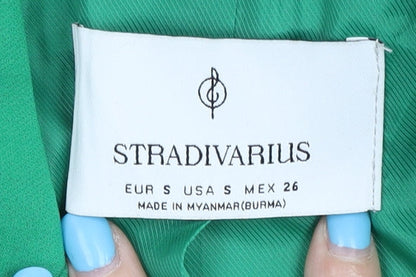 STRADIVARIUS
EUR S USA S MEX 26
MADE IN MYANMAR(BURMA)